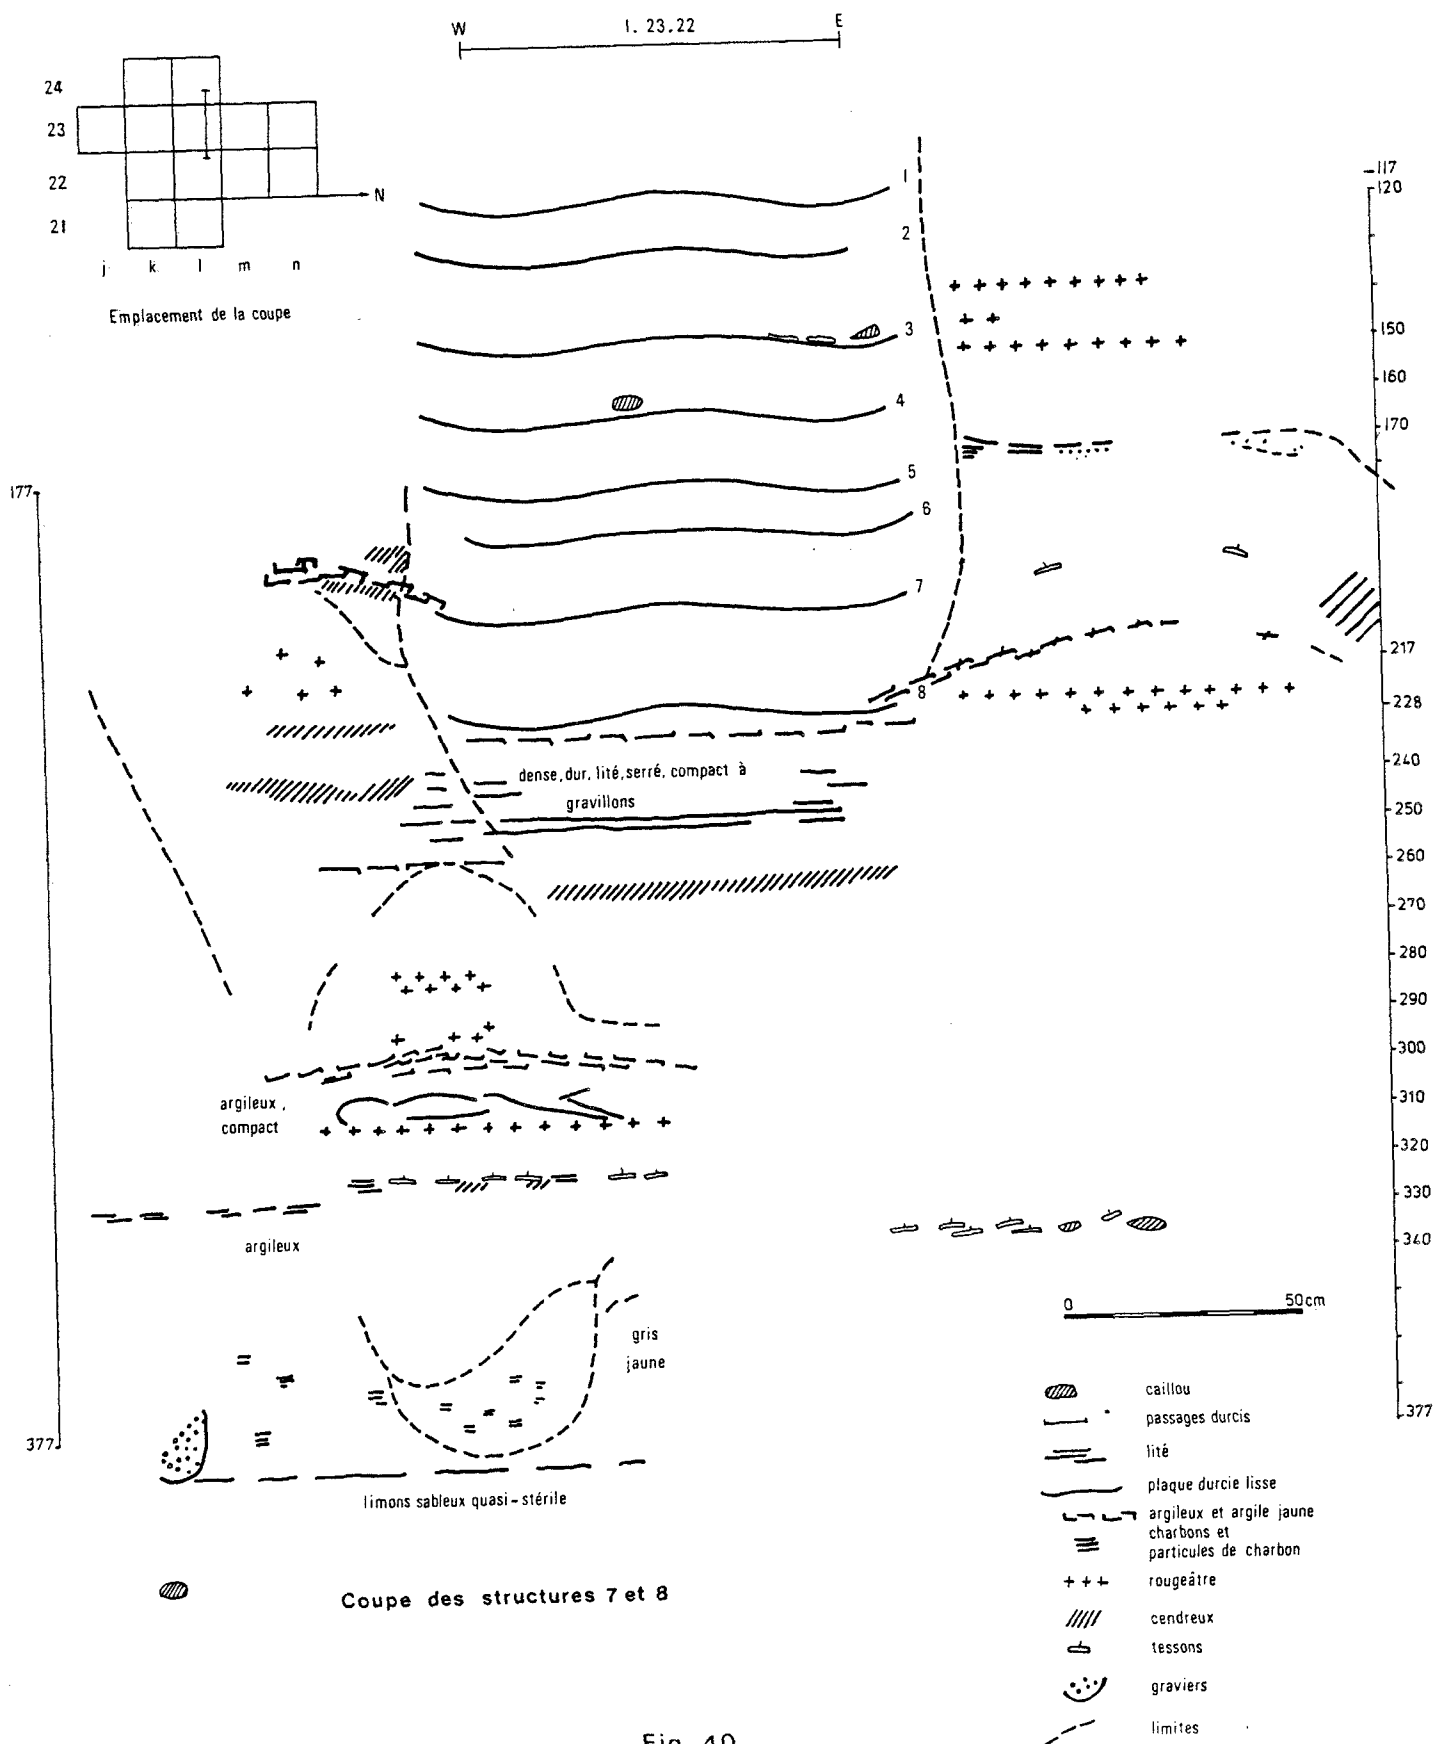 W l. 23.22 E
24
23
22
21
N
j k l m n
Emplacement de la coupe
1
2
3
4
5
6
7
8
117
120
150
160
170
217
228
240
250
260
270
280
290
300
310
320
330
340
377
177
377
dense, dur, lité, serré, compact à
gravillons
argileux,
compact
argileux
gris
jaune
limons sableux quasi-stérile
0 50cm
caillou
passages durcis
lité
plaque durcie lisse
argileux et argile jaune
charbons et
particules de charbon
rougeâtre
cendreux
tessons
graviers
limites
Coupe des structures 7 et 8